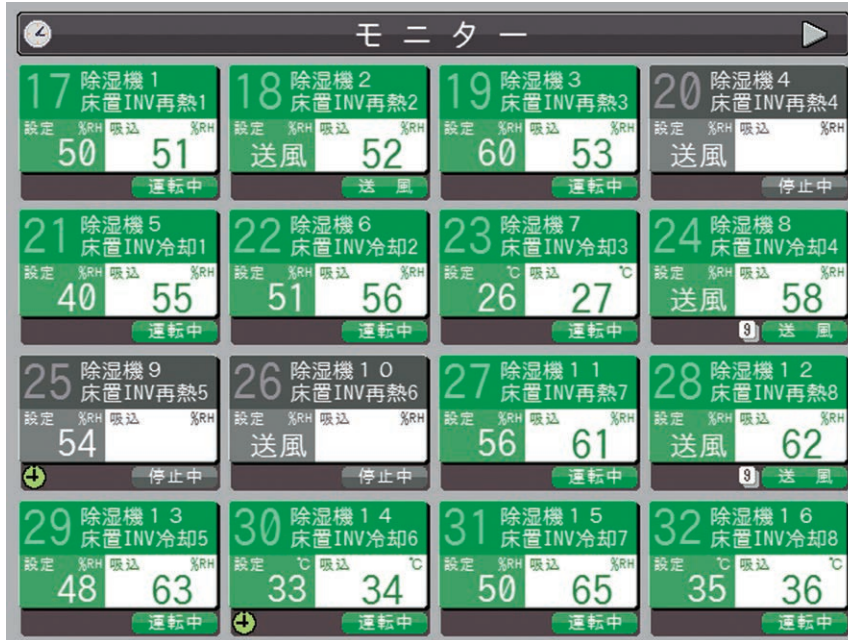 モニター
17 除湿機1
床置INV再熱1
設定 %RH 吸込 %RH
50 51
運転中
18 除湿機2
床置INV再熱2
設定 %RH 吸込 %RH
送風 52
送 風
19 除湿機3
床置INV再熱3
設定 %RH 吸込 %RH
60 53
運転中
20 除湿機4
床置INV再熱4
設定 %RH 吸込 %RH
送風
停止中
21 除湿機5
床置INV冷却1
設定 %RH 吸込 %RH
40 55
運転中
22 除湿機6
床置INV冷却2
設定 %RH 吸込 %RH
51 56
運転中
23 除湿機7
床置INV冷却3
設定 ℃ 吸込 ℃
26 27
運転中
24 除湿機8
床置INV冷却4
設定 %RH 吸込 %RH
送風 58
9 送 風
25 除湿機9
床置INV再熱5
設定 %RH 吸込 %RH
54
停止中
26 除湿機10
床置INV再熱6
設定 %RH 吸込 %RH
送風
停止中
27 除湿機11
床置INV再熱7
設定 %RH 吸込 %RH
56 61
運転中
28 除湿機12
床置INV再熱8
設定 %RH 吸込 %RH
送風 62
9 送 風
29 除湿機13
床置INV冷却5
設定 %RH 吸込 %RH
48 63
運転中
30 除湿機14
床置INV冷却6
設定 ℃ 吸込 ℃
33 34
運転中
31 除湿機15
床置INV冷却7
設定 %RH 吸込 %RH
50 65
運転中
32 除湿機16
床置INV冷却8
設定 ℃ 吸込 ℃
35 36
運転中